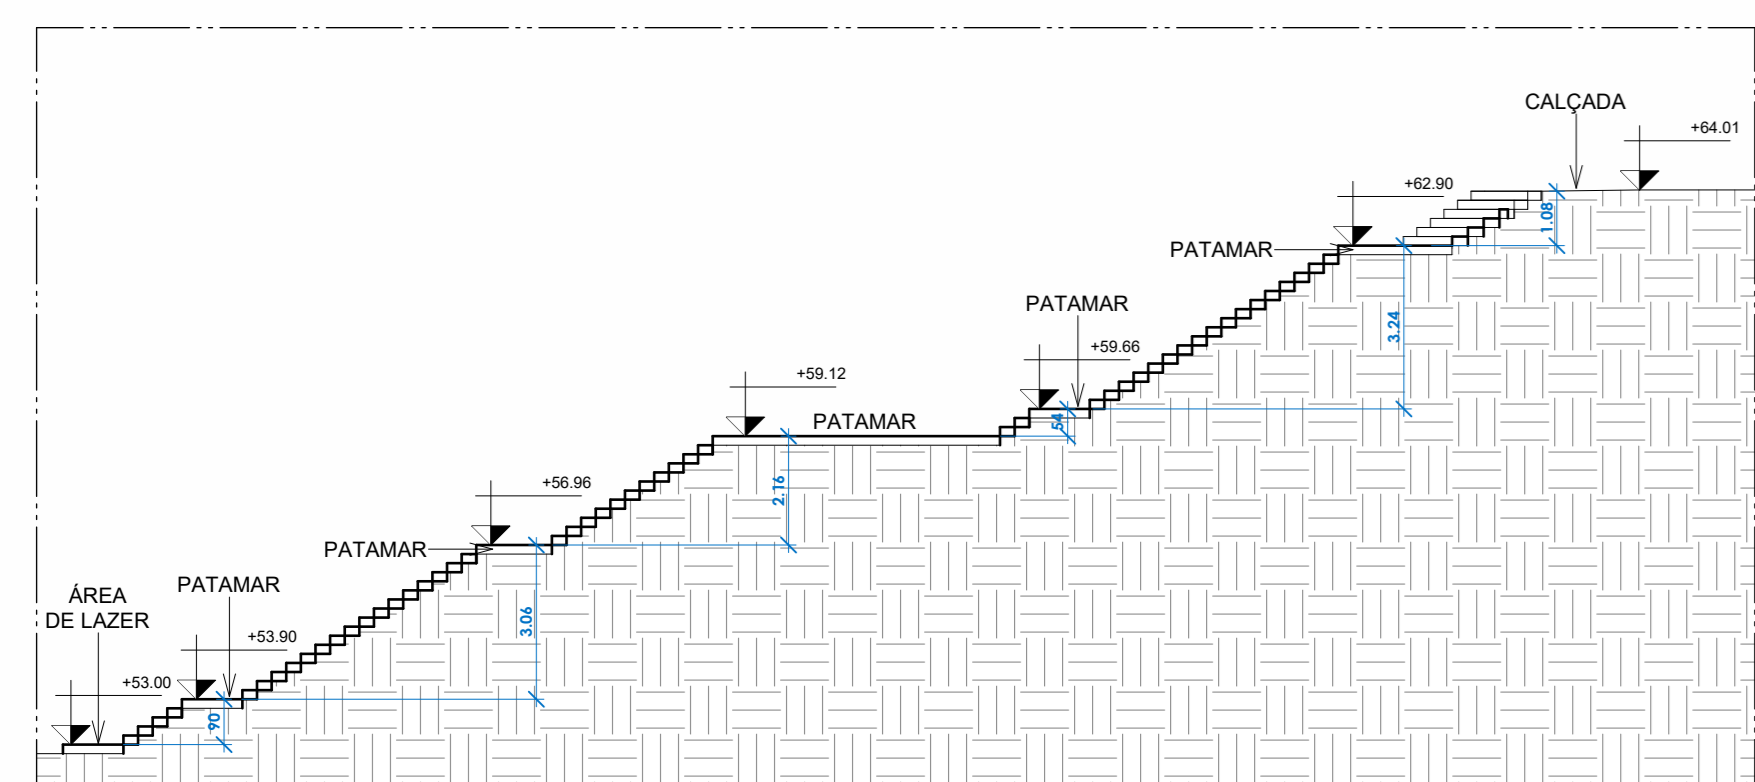 CALÇADA
+64.01
+62.90
1.08
PATAMAR
PATAMAR
3.24
+59.66
+59.12
PATAMAR
54
+56.96
2.16
PATAMAR
PATAMAR
ÁREA
DE LAZER
3.06
+53.90
+53.00
90